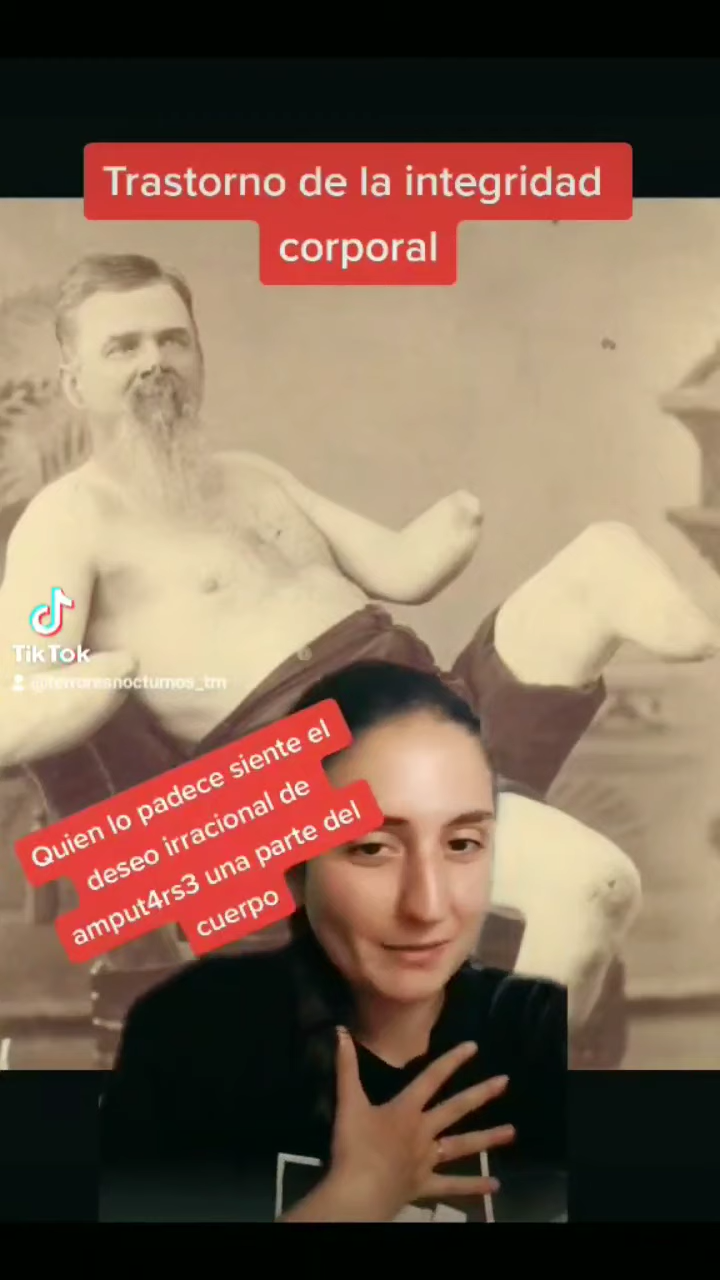 Trastorno de la integridad
corporal
TikTok
@terroresnocturnos_tm
Quien lo padece siente el
deseo irracional de
amput4rs3 una parte del
cuerpo